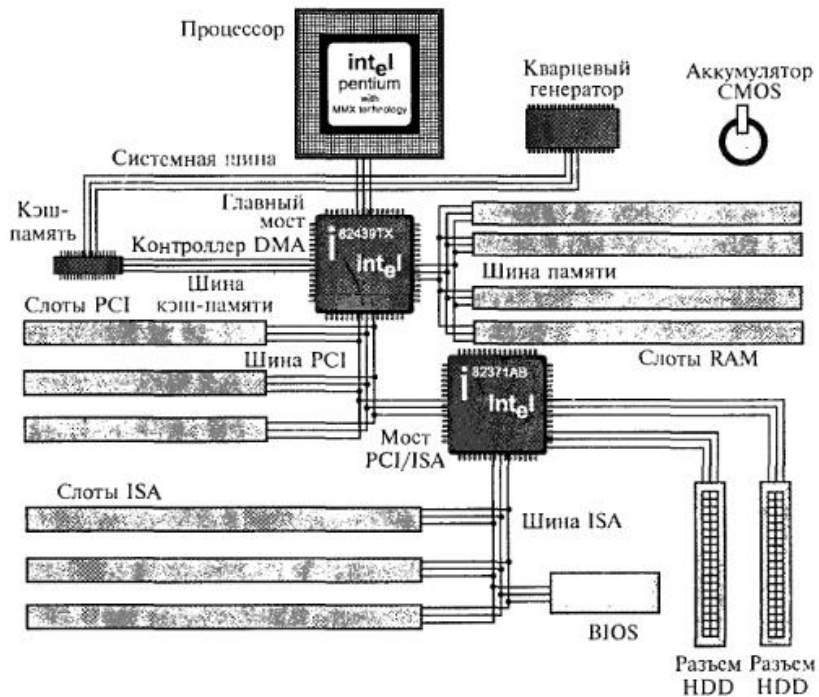 Процессор
intel
pentium
with
MMX technology
Кварцевый
генератор
Аккумулятор
CMOS
Системная шина
Кэш-
память
Главный
мост
Контроллер DMA
82439TX
intel
Шина памяти
Шина
кэш-памяти
Слоты PCI
Шина PCI
Слоты RAM
82371AB
intel
Мост
PCI/ISA
Слоты ISA
Шина ISA
BIOS
Разъем
HDD
Разъем
HDD